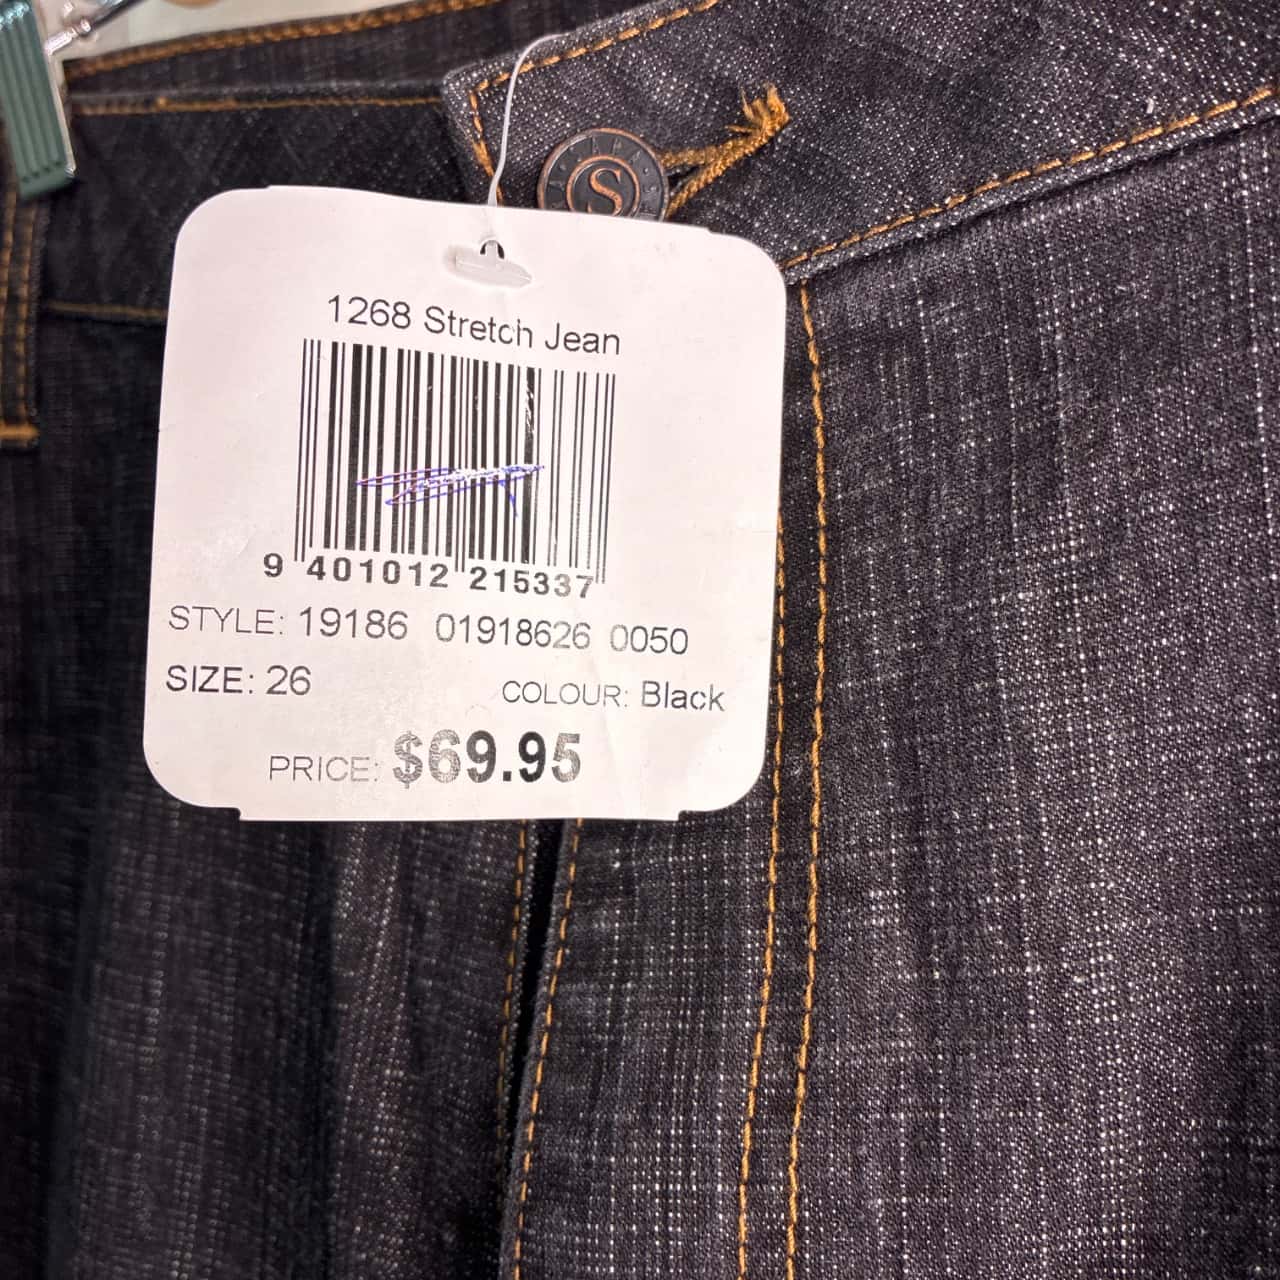 S
1268 Stretch Jean
9 401012 215337
STYLE: 19186 01918626 0050
SIZE: 26 COLOUR: Black
PRICE: $69.95